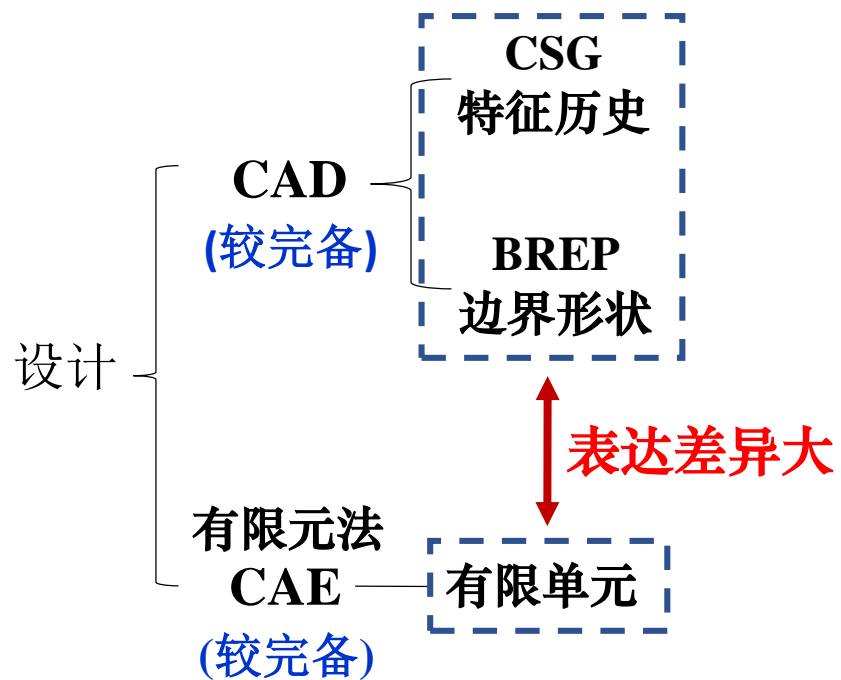 CSG
特征历史
CAD
(较完备)
BREP
边界形状
设计
表达差异大
有限元法
CAE
有限单元
(较完备)